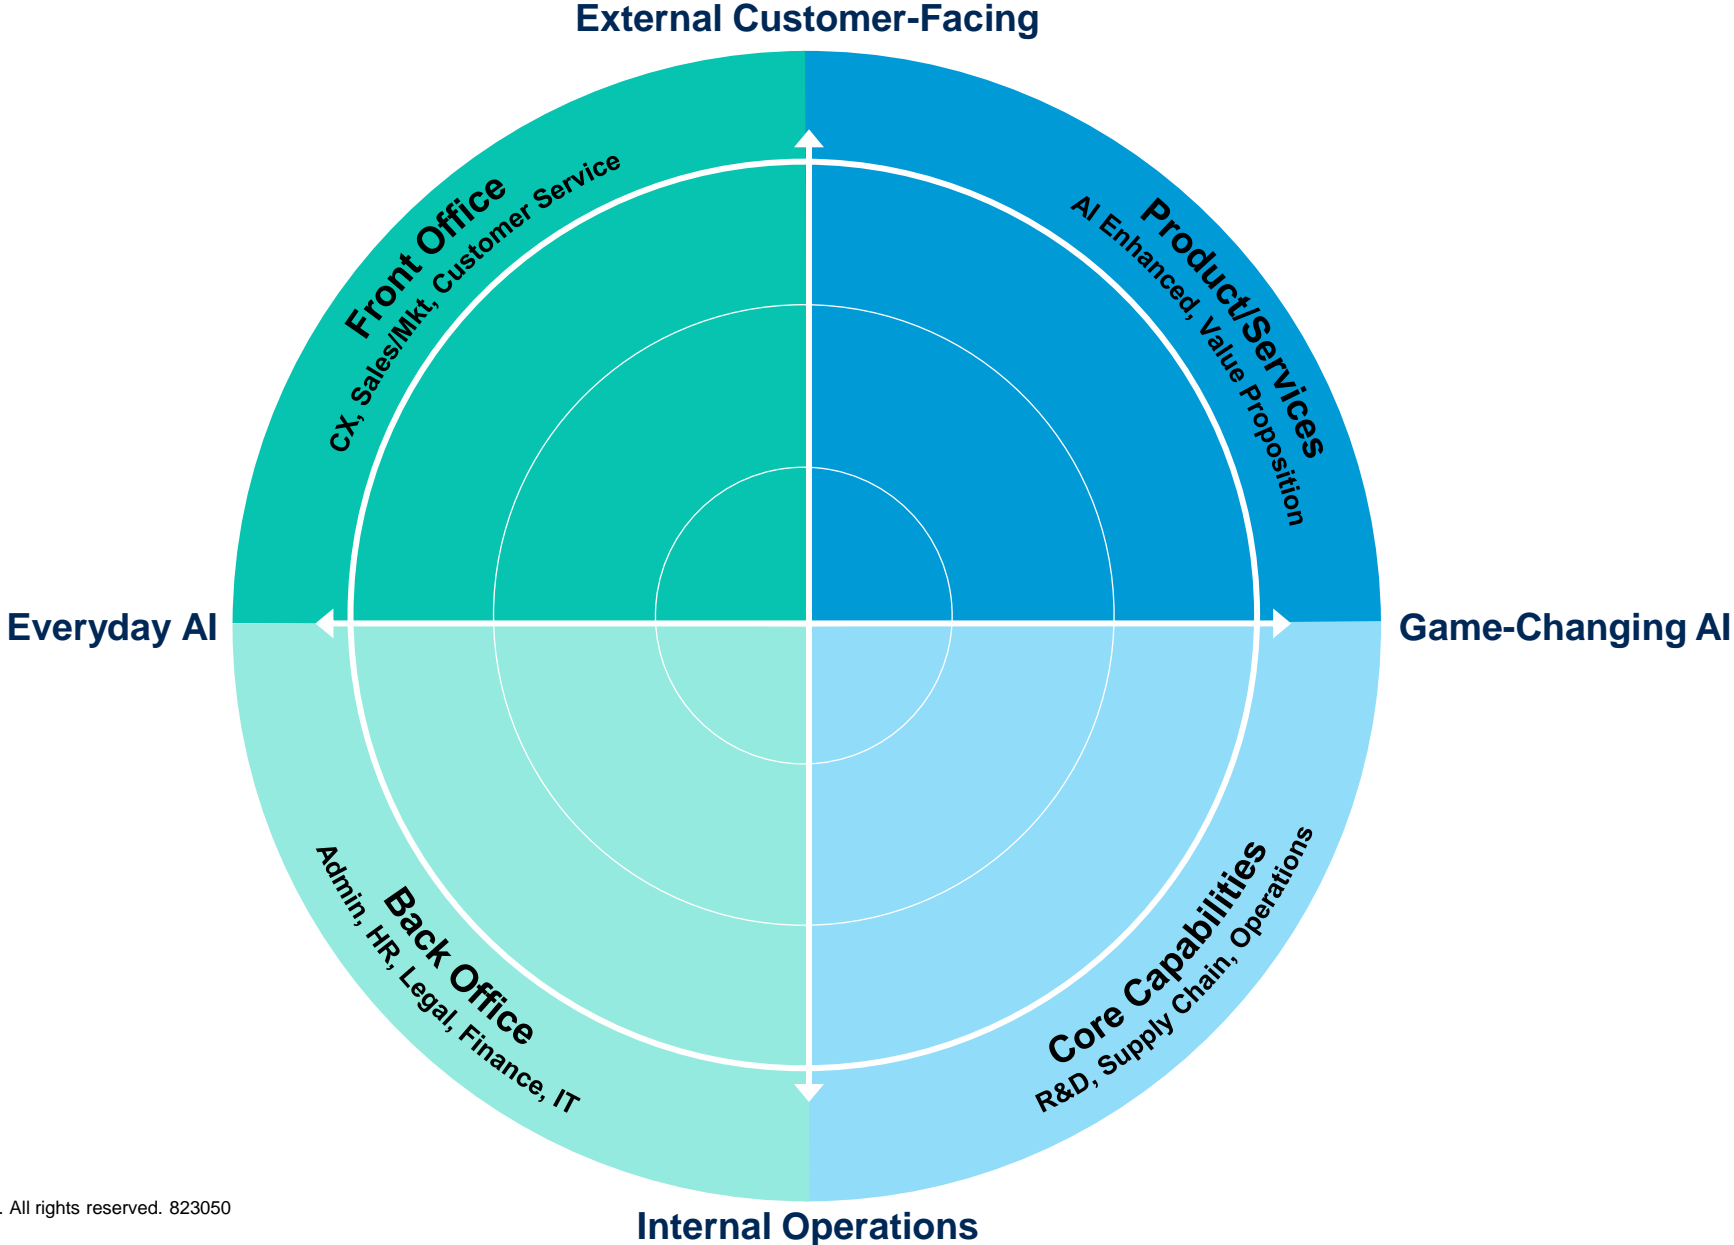 External Customer-Facing
Front Office
CX, Sales/Mkt, Customer Service
Product/Services
AI Enhanced, Value Proposition
Everyday AI
Game-Changing AI
Back Office
Admin, HR, Legal, Finance, IT
Core Capabilities
R&D, Supply Chain, Operations
. All rights reserved. 823050
Internal Operations